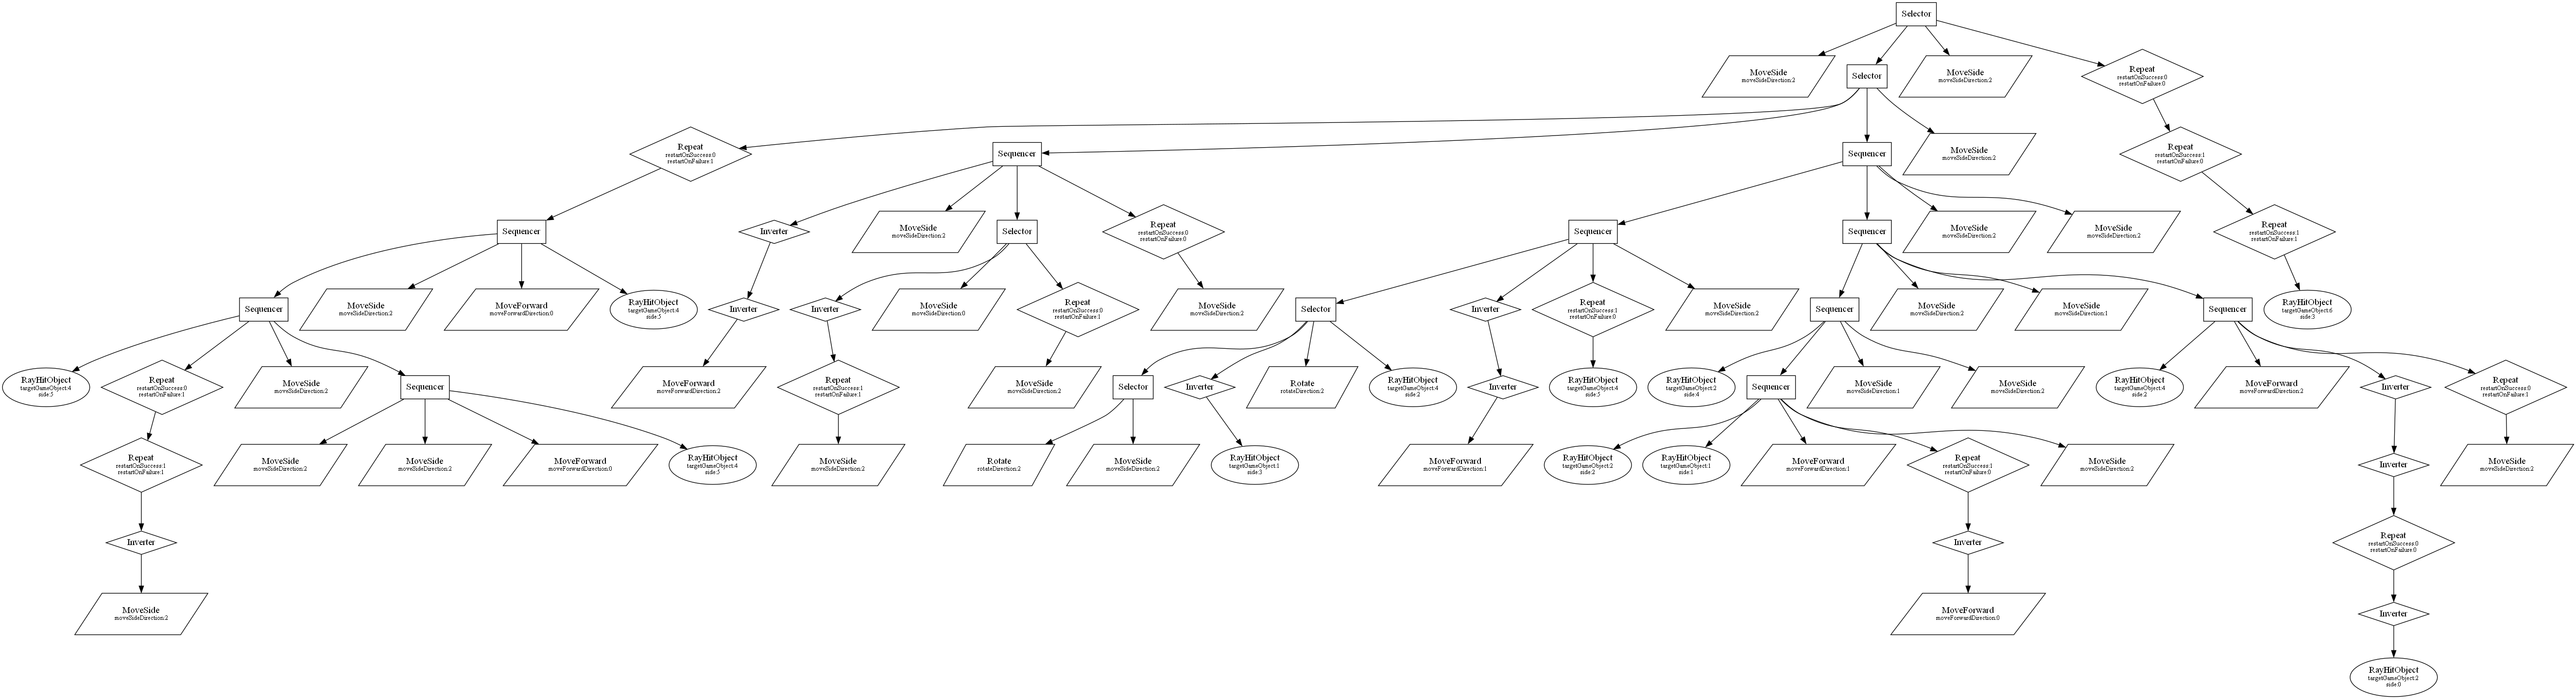 Selector
MoveSide
moveSideDirection:2
Selector
MoveSide
moveSideDirection:2
Repeat
restartOnSuccess:0
restartOnFailure:0
Repeat
restartOnSuccess:0
restartOnFailure:1
Sequencer
Sequencer
MoveSide
moveSideDirection:2
Repeat
restartOnSuccess:1
restartOnFailure:0
Sequencer
Inverter
MoveSide
moveSideDirection:2
Selector
Repeat
restartOnSuccess:0
restartOnFailure:0
Sequencer
Sequencer
MoveSide
moveSideDirection:2
MoveSide
moveSideDirection:2
Repeat
restartOnSuccess:1
restartOnFailure:1
Sequencer
MoveSide
moveSideDirection:2
MoveForward
moveForwardDirection:0
RayHitObject
targetGameObject:4
side:5
Inverter
Inverter
MoveSide
moveSideDirection:0
Repeat
restartOnSuccess:0
restartOnFailure:1
MoveSide
moveSideDirection:2
Selector
Inverter
Repeat
restartOnSuccess:1
restartOnFailure:0
MoveSide
moveSideDirection:2
Sequencer
MoveSide
moveSideDirection:2
MoveSide
moveSideDirection:1
Sequencer
RayHitObject
targetGameObject:6
side:3
RayHitObject
targetGameObject:4
side:5
Repeat
restartOnSuccess:0
restartOnFailure:1
MoveSide
moveSideDirection:2
Sequencer
MoveForward
moveForwardDirection:2
Repeat
restartOnSuccess:1
restartOnFailure:1
MoveSide
moveSideDirection:2
Selector
Inverter
Rotate
rotateDirection:2
RayHitObject
targetGameObject:4
side:2
Inverter
RayHitObject
targetGameObject:4
side:5
RayHitObject
targetGameObject:2
side:4
Sequencer
MoveSide
moveSideDirection:1
MoveSide
moveSideDirection:2
RayHitObject
targetGameObject:4
side:2
MoveForward
moveForwardDirection:2
Inverter
Repeat
restartOnSuccess:0
restartOnFailure:1
Repeat
restartOnSuccess:1
restartOnFailure:1
MoveSide
moveSideDirection:2
MoveSide
moveSideDirection:2
MoveForward
moveForwardDirection:0
RayHitObject
targetGameObject:4
side:5
MoveSide
moveSideDirection:2
Rotate
rotateDirection:2
MoveSide
moveSideDirection:2
RayHitObject
targetGameObject:1
side:3
MoveForward
moveForwardDirection:1
RayHitObject
targetGameObject:2
side:2
RayHitObject
targetGameObject:1
side:1
MoveForward
moveForwardDirection:1
Repeat
restartOnSuccess:1
restartOnFailure:0
MoveSide
moveSideDirection:2
Inverter
MoveSide
moveSideDirection:2
Inverter
Inverter
Repeat
restartOnSuccess:0
restartOnFailure:0
MoveSide
moveSideDirection:2
MoveForward
moveForwardDirection:0
Inverter
RayHitObject
targetGameObject:2
side:0